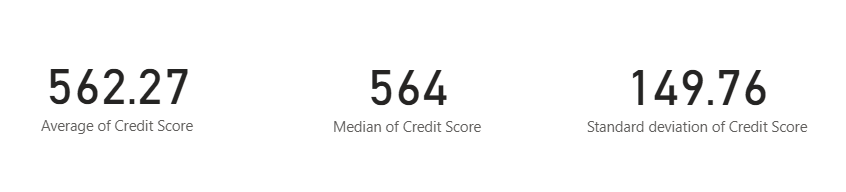 562.27 564 149.76
Average of Credit Score Median of Credit Score Standard deviation of Credit Score